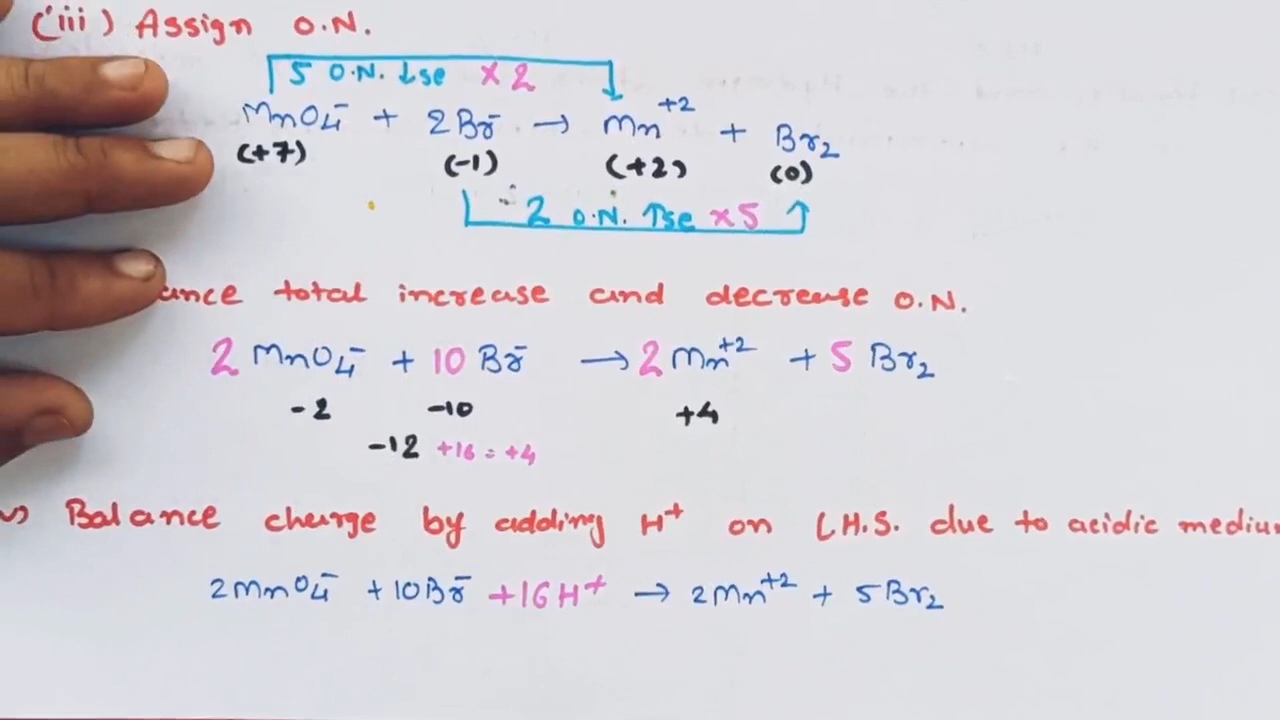 (iii) Assign O.N.
5 O.N. ↓se × 2
MnO4⁻ + 2Br⁻ → Mn⁺² + Br₂
(+7) (-1) (+2) (0)
2 O.N. ↑se ×5
ance total increase and decrease O.N.
2 MnO4⁻ + 10 Br⁻ → 2 Mn⁺² + 5 Br₂
-2 -10 +4
-12 +16 = +4
v) Balance charge by adding H⁺ on L.H.S. due to acidic medium
2MnO4⁻ + 10Br⁻ +16H⁺ → 2Mn⁺² + 5Br₂